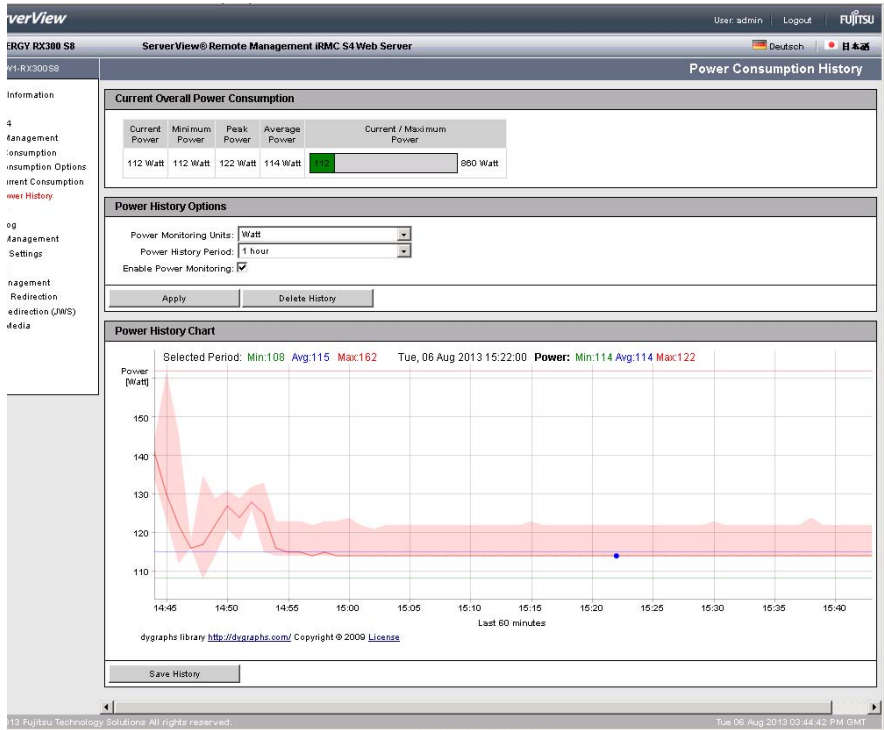 verView
User: admin Logout FUJITSU
ERGY RX300 S8 ServerView® Remote Management iRMC S4 Web Server Deutsch 日本語
W1-RX300S8 Power Consumption History
Information
4
Management
Consumption
onsumption Options
urrent Consumption
ower History
og
Management
Settings
nagement
Redirection
edirection (JWS)
Media
Current Overall Power Consumption
Current Power Minimum Power Peak Power Average Power Current / Maximum Power
112 Watt 112 Watt 122 Watt 114 Watt 112 860 Watt
Power History Options
Power Monitoring Units: Watt
Power History Period: 1 hour
Enable Power Monitoring:
Apply Delete History
Power History Chart
Selected Period: Min:108 Avg:115 Max:162 Tue, 06 Aug 2013 15:22:00 Power: Min:114 Avg:114 Max:122
Power
[Watt]
150
140
130
120
110
14:45 14:50 14:55 15:00 15:05 15:10 15:15 15:20 15:25 15:30 15:35 15:40
Last 60 minutes
dygraphs library http://dygraphs.com/ Copyright © 2009 License
Save History
013 Fujitsu Technology Solutions All rights reserved. Tue 06 Aug 2013 03:44:42 PM GMT